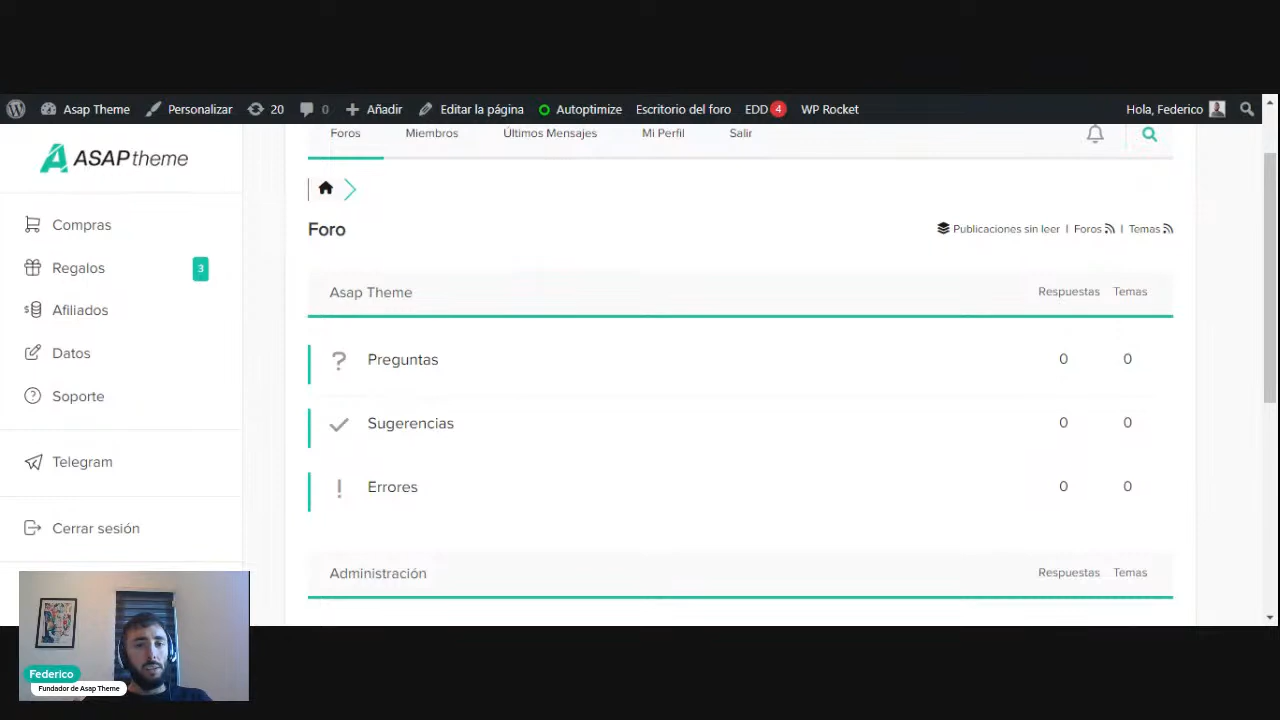 Asap Theme Personalizar 20 0 Añadir Editar la página Autoptimize Escritorio del foro EDD 4 WP Rocket Hola, Federico
Foros Miembros Últimos Mensajes Mi Perfil Salir
ASAP theme
Compras
Regalos 3
Afiliados
Datos
Soporte
Telegram
Cerrar sesión
Foro Publicaciones sin leer | Foros | Temas
Asap Theme Respuestas Temas
? Preguntas 0 0
Sugerencias 0 0
! Errores 0 0
Administración Respuestas Temas
Federico
Fundador de Asap Theme